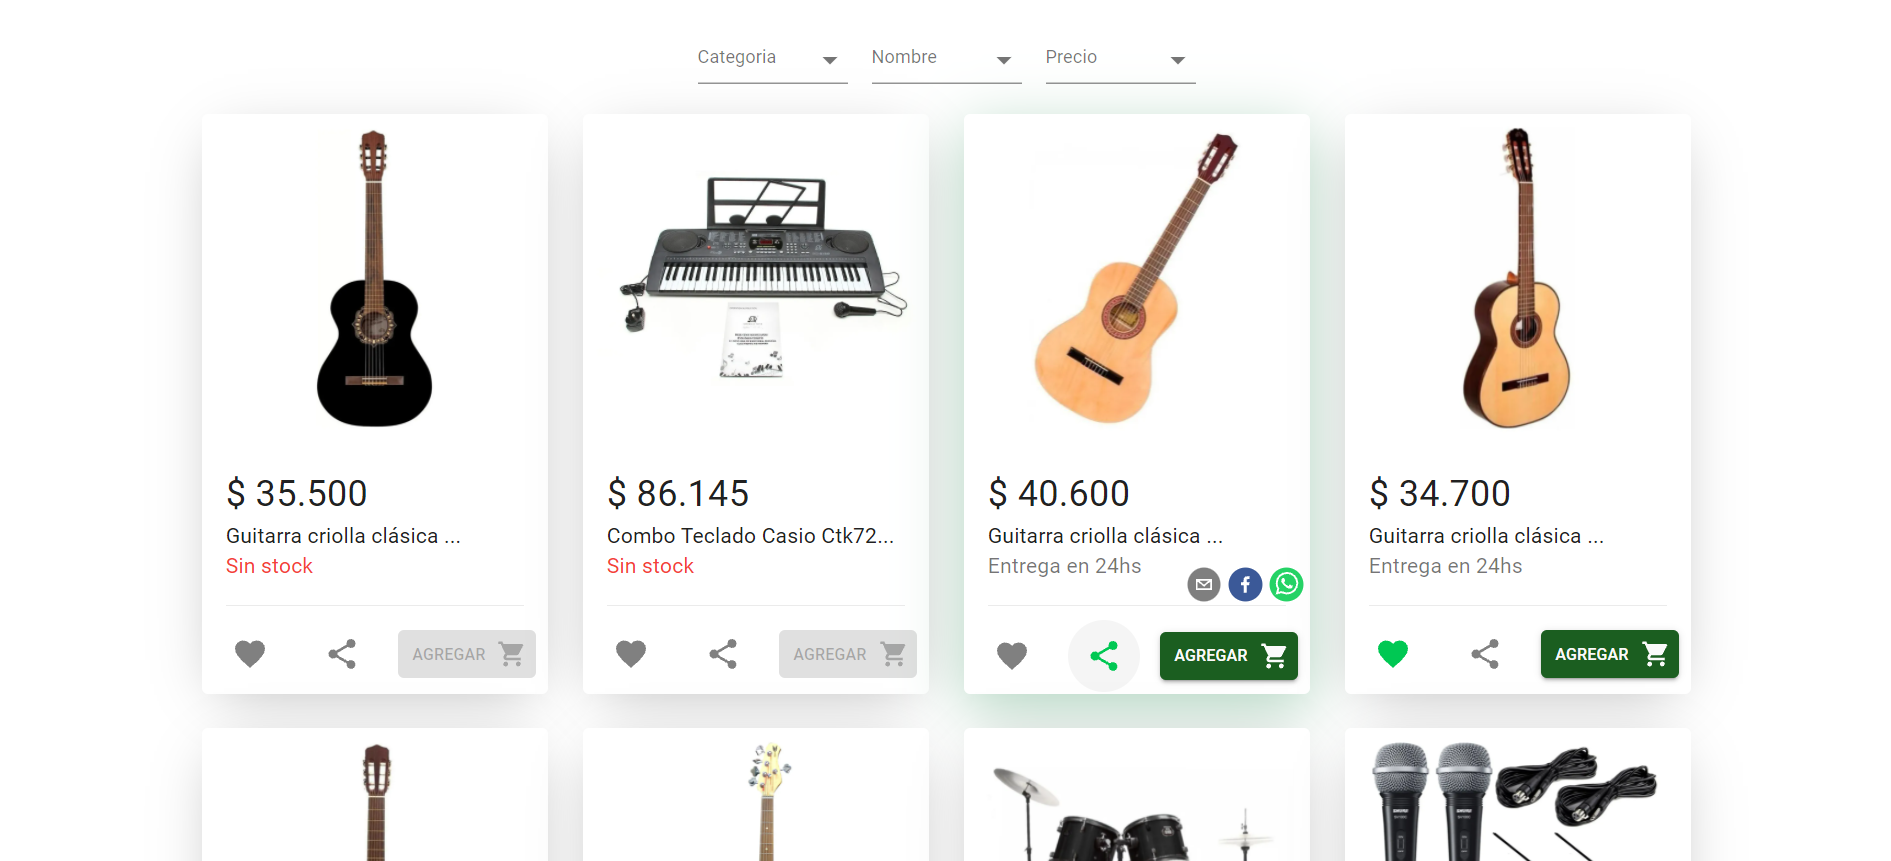 Categoria
Nombre
Precio
$ 35.500
Guitarra criolla clásica ...
Sin stock
AGREGAR
$ 86.145
Combo Teclado Casio Ctk72...
Sin stock
AGREGAR
$ 40.600
Guitarra criolla clásica ...
Entrega en 24hs
AGREGAR
$ 34.700
Guitarra criolla clásica ...
Entrega en 24hs
AGREGAR